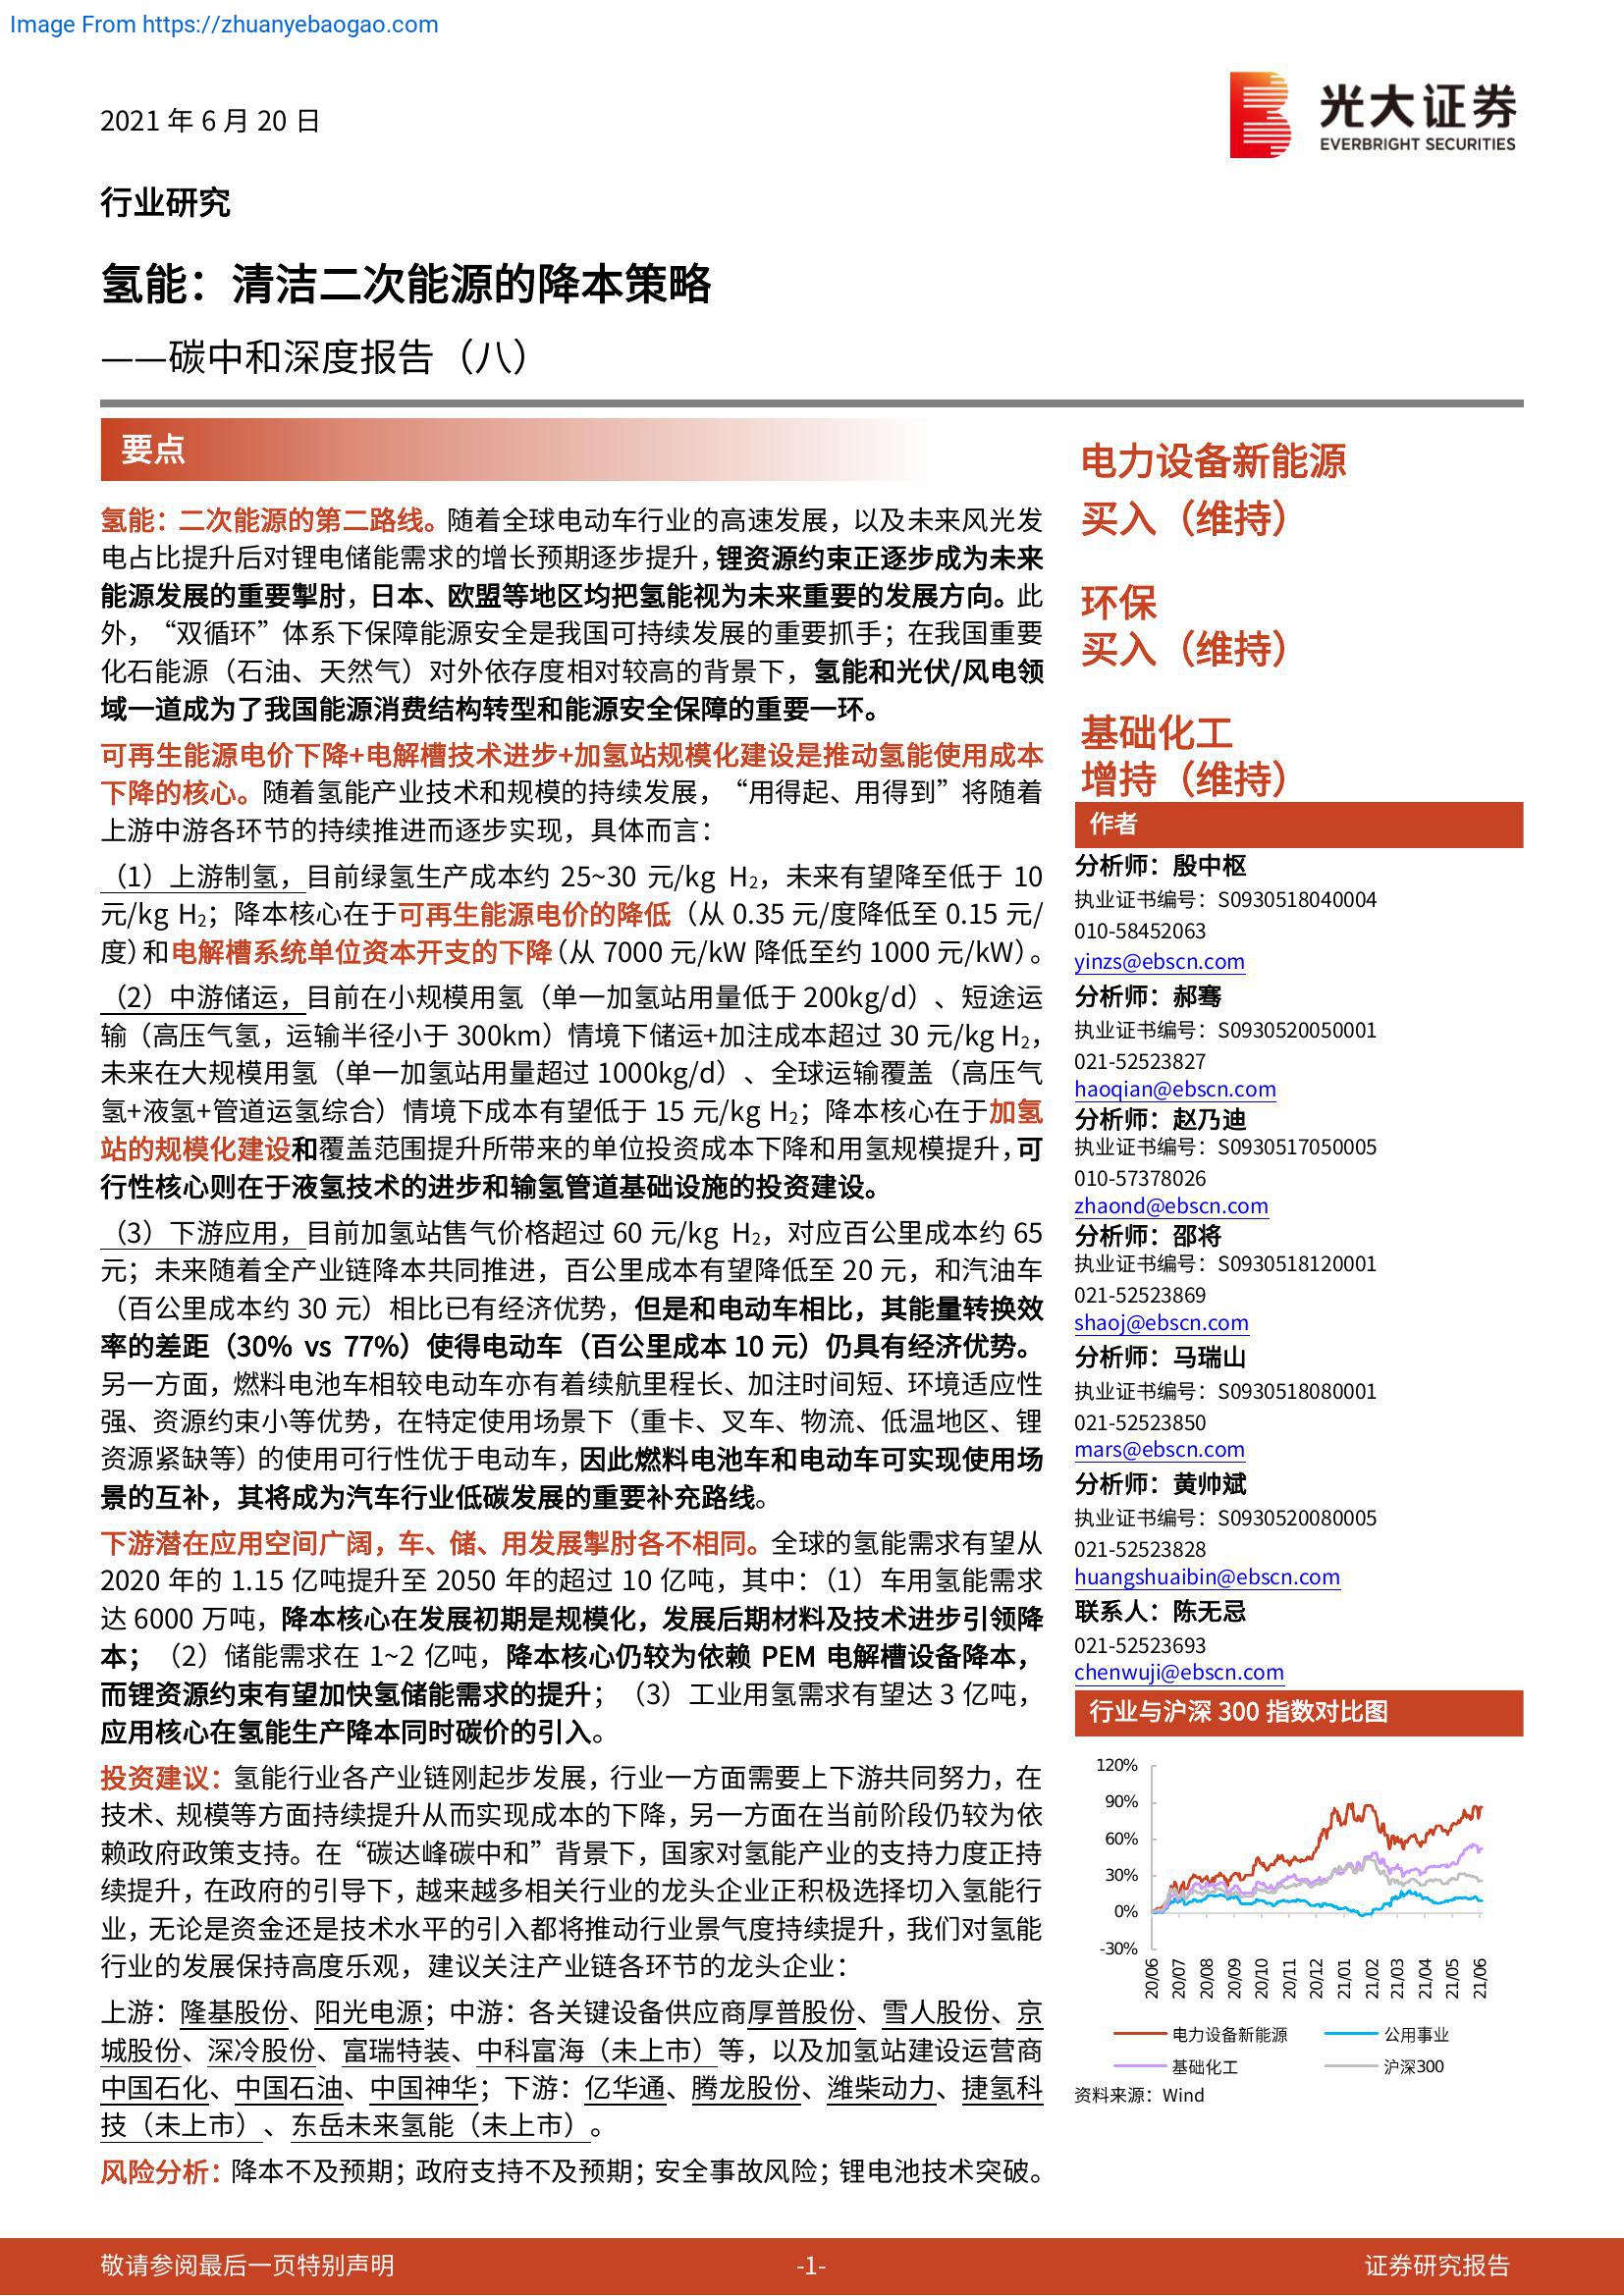 Image From https://zhuanyebaogao.com
2021 年 6 月 20 日
光大证券
EVERBRIGHT SECURITIES
行业研究
氢能：清洁二次能源的降本策略
——碳中和深度报告（八）
要点
氢能：二次能源的第二路线。随着全球电动车行业的高速发展，以及未来风光发
电占比提升后对锂电储能需求的增长预期逐步提升，锂资源约束正逐步成为未来
能源发展的重要掣肘，日本、欧盟等地区均把氢能视为未来重要的发展方向。此
外，“双循环”体系下保障能源安全是我国可持续发展的重要抓手；在我国重要
化石能源（石油、天然气）对外依存度相对较高的背景下，氢能和光伏/风电领
域一道成为了我国能源消费结构转型和能源安全保障的重要一环。
可再生能源电价下降+电解槽技术进步+加氢站规模化建设是推动氢能使用成本
下降的核心。随着氢能产业技术和规模的持续发展，“用得起、用得到”将随着
上游中游各环节的持续推进而逐步实现，具体而言：
（1）上游制氢，目前绿氢生产成本约 25~30 元/kg H₂，未来有望降至低于 10
元/kg H₂；降本核心在于可再生能源电价的降低（从 0.35 元/度降低至 0.15 元/
度）和电解槽系统单位资本开支的下降（从 7000 元/kW 降低至约 1000 元/kW）。
（2）中游储运，目前在小规模用氢（单一加氢站用量低于 200kg/d）、短途运
输（高压气氢，运输半径小于 300km）情境下储运+加注成本超过 30 元/kg H₂，
未来在大规模用氢（单一加氢站用量超过 1000kg/d）、全球运输覆盖（高压气
氢+液氢+管道运氢综合）情境下成本有望低于 15 元/kg H₂；降本核心在于加氢
站的规模化建设和覆盖范围提升所带来的单位投资成本下降和用氢规模提升，可
行性核心则在于液氢技术的进步和输氢管道基础设施的投资建设。
（3）下游应用，目前加氢站售气价格超过 60 元/kg H₂，对应百公里成本约 65
元；未来随着全产业链降本共同推进，百公里成本有望降低至 20 元，和汽油车
（百公里成本约 30 元）相比已有经济优势，但是和电动车相比，其能量转换效
率的差距（30% vs 77%）使得电动车（百公里成本 10 元）仍具有经济优势。
另一方面，燃料电池车相较电动车亦有着续航里程长、加注时间短、环境适应性
强、资源约束小等优势，在特定使用场景下（重卡、叉车、物流、低温地区、锂
资源紧缺等）的使用可行性优于电动车，因此燃料电池车和电动车可实现使用场
景的互补，其将成为汽车行业低碳发展的重要补充路线。
下游潜在应用空间广阔，车、储、用发展掣肘各不相同。全球的氢能需求有望从
2020 年的 1.15 亿吨提升至 2050 年的超过 10 亿吨，其中：（1）车用氢能需求
达 6000 万吨，降本核心在发展初期是规模化，发展后期材料及技术进步引领降
本；（2）储能需求在 1~2 亿吨，降本核心仍较为依赖 PEM 电解槽设备降本，
而锂资源约束有望加快氢储能需求的提升；（3）工业用氢需求有望达 3 亿吨，
应用核心在氢能生产降本同时碳价的引入。
投资建议：氢能行业各产业链刚起步发展，行业一方面需要上下游共同努力，在
技术、规模等方面持续提升从而实现成本的下降，另一方面在当前阶段仍较为依
赖政府政策支持。在“碳达峰碳中和”背景下，国家对氢能产业的支持力度正持
续提升，在政府的引导下，越来越多相关行业的龙头企业正积极选择切入氢能行
业，无论是资金还是技术水平的引入都将推动行业景气度持续提升，我们对氢能
行业的发展保持高度乐观，建议关注产业链各环节的龙头企业：
上游：隆基股份、阳光电源；中游：各关键设备供应商厚普股份、雪人股份、京
城股份、深冷股份、富瑞特装、中科富海（未上市）等，以及加氢站建设运营商
中国石化、中国石油、中国神华；下游：亿华通、腾龙股份、潍柴动力、捷氢科
技（未上市）、东岳未来氢能（未上市）。
风险分析：降本不及预期；政府支持不及预期；安全事故风险；锂电池技术突破。
电力设备新能源
买入（维持）
环保
买入（维持）
基础化工
增持（维持）
作者
分析师：殷中枢
执业证书编号：S0930518040004
010-58452063
yinzs@ebscn.com
分析师：郝骞
执业证书编号：S0930520050001
021-52523827
haoqian@ebscn.com
分析师：赵乃迪
执业证书编号：S0930517050005
010-57378026
zhaond@ebscn.com
分析师：邵将
执业证书编号：S0930518120001
021-52523869
shaoj@ebscn.com
分析师：马瑞山
执业证书编号：S0930518080001
021-52523850
mars@ebscn.com
分析师：黄帅斌
执业证书编号：S0930520080005
021-52523828
huangshuaibin@ebscn.com
联系人：陈无忌
021-52523693
chenwuji@ebscn.com
行业与沪深 300 指数对比图
120%
90%
60%
30%
0%
-30%
20/06 20/07 20/08 20/09 20/10 20/11 20/12 21/01 21/02 21/03 21/04 21/05 21/06
电力设备新能源 公用事业
基础化工 沪深300
资料来源：Wind
敬请参阅最后一页特别声明 -1- 证券研究报告